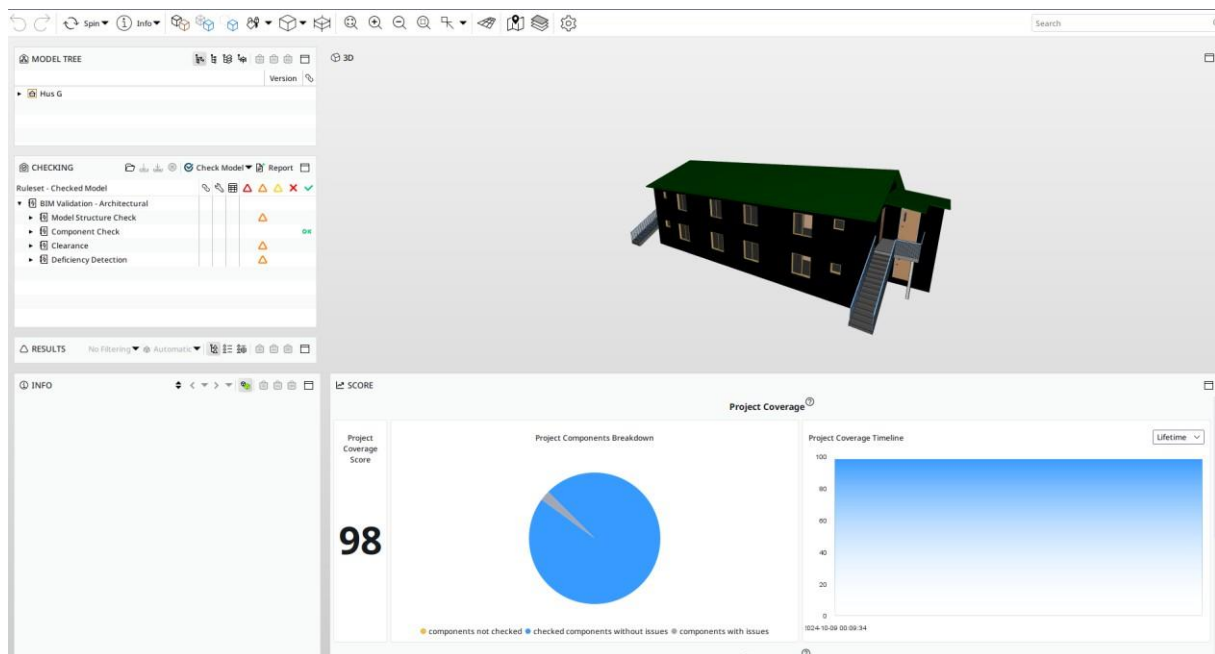 Spin Info Search
MODEL TREE
Version
Hus G
3D
CHECKING Check Model Report
Ruleset - Checked Model
BIM Validation - Architectural
Model Structure Check
Component Check OK
Clearance
Deficiency Detection
RESULTS No Filtering Automatic
INFO
SCORE
Project Coverage
Project
Coverage
Score
98
Project Components Breakdown
components not checked checked components without issues components with issues
Project Coverage Timeline Lifetime
100
80
60
40
20
0
2024-10-09 00:09:34